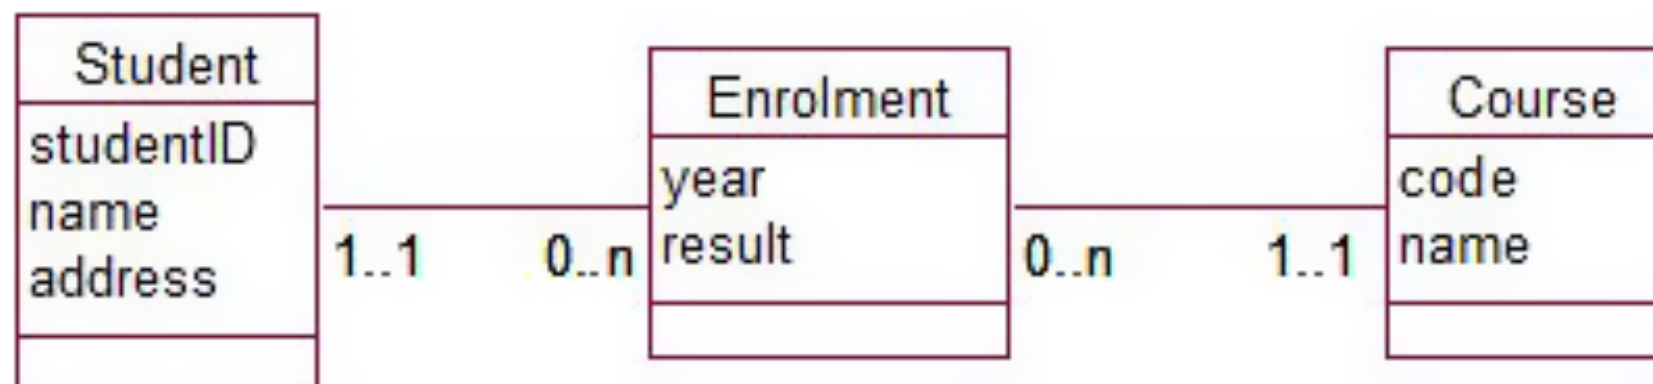 Student
studentID
name
address
1..1
0..n
Enrolment
year
result
0..n
1..1
Course
code
name